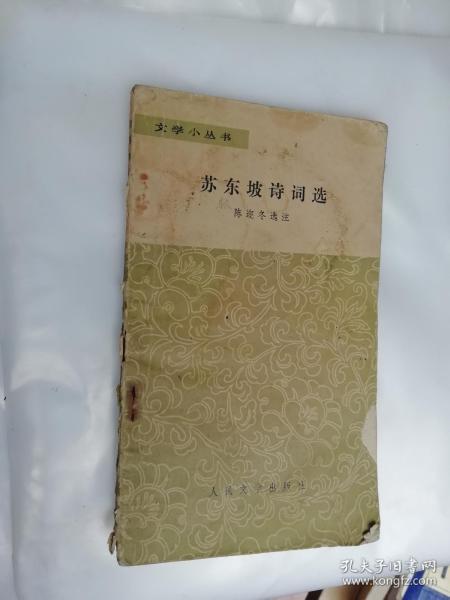 文学小丛书
苏东坡诗词选
陈迩冬选注
人民文学出版社
孔夫子旧书网
www.kongfz.com